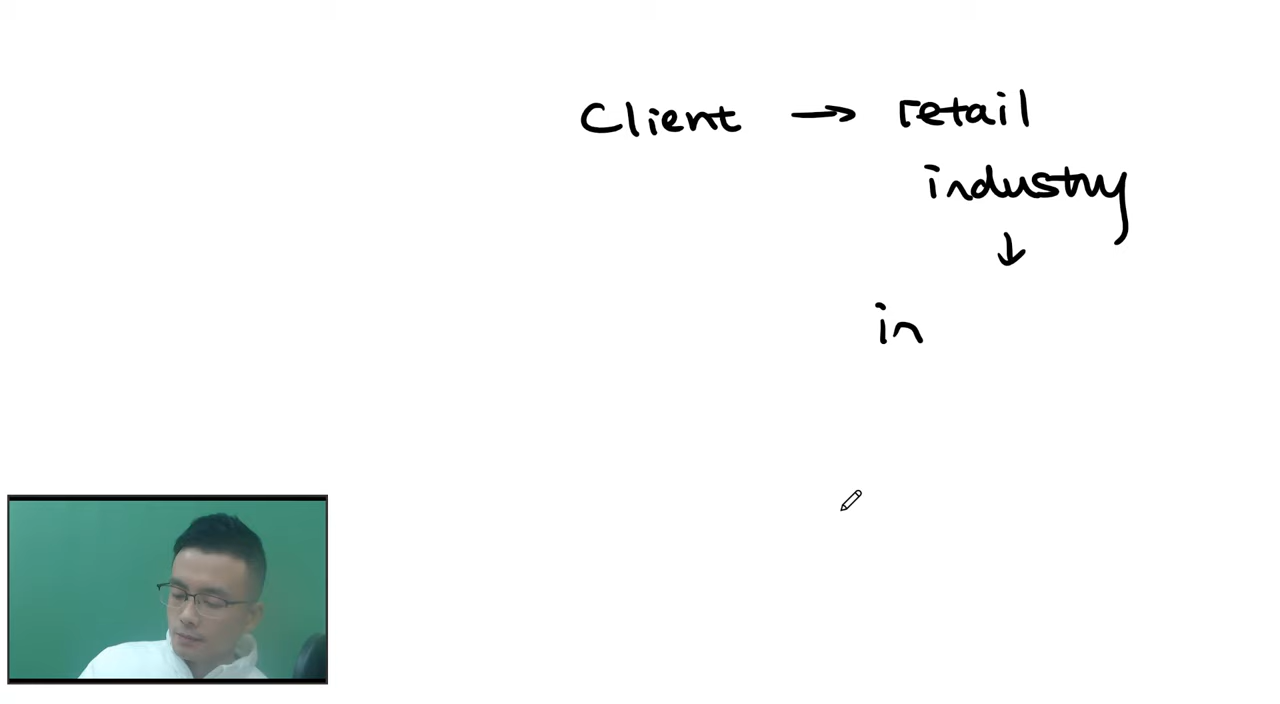 Client → retail
industry
↓
in